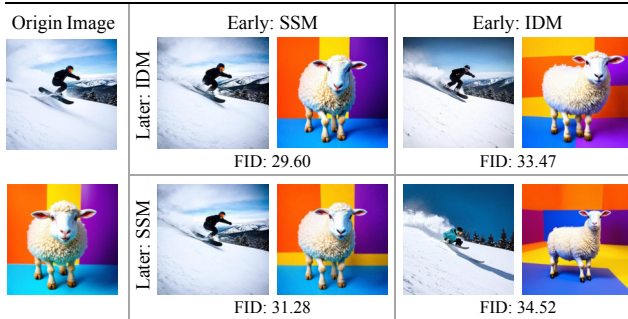 Origin Image
Early: SSM
Early: IDM
Later: IDM
FID: 29.60
FID: 33.47
Later: SSM
FID: 31.28
FID: 34.52